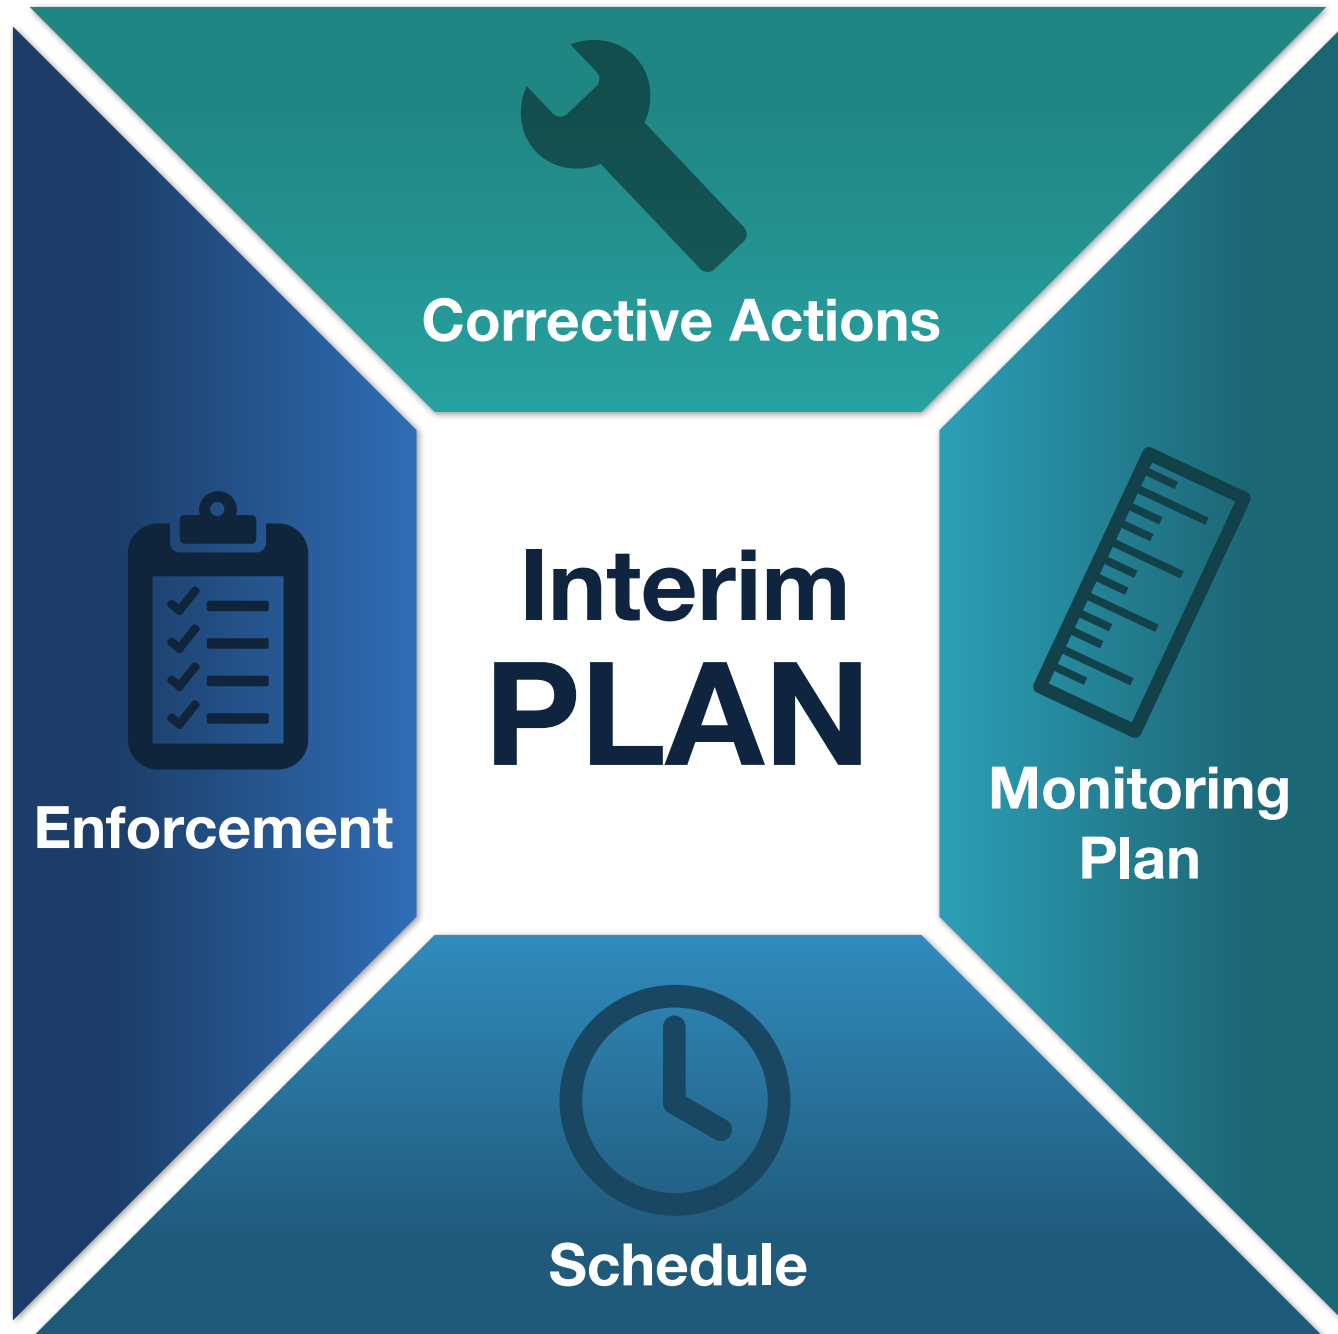 Corrective Actions
Interim
PLAN
Enforcement
Monitoring
Plan
Schedule